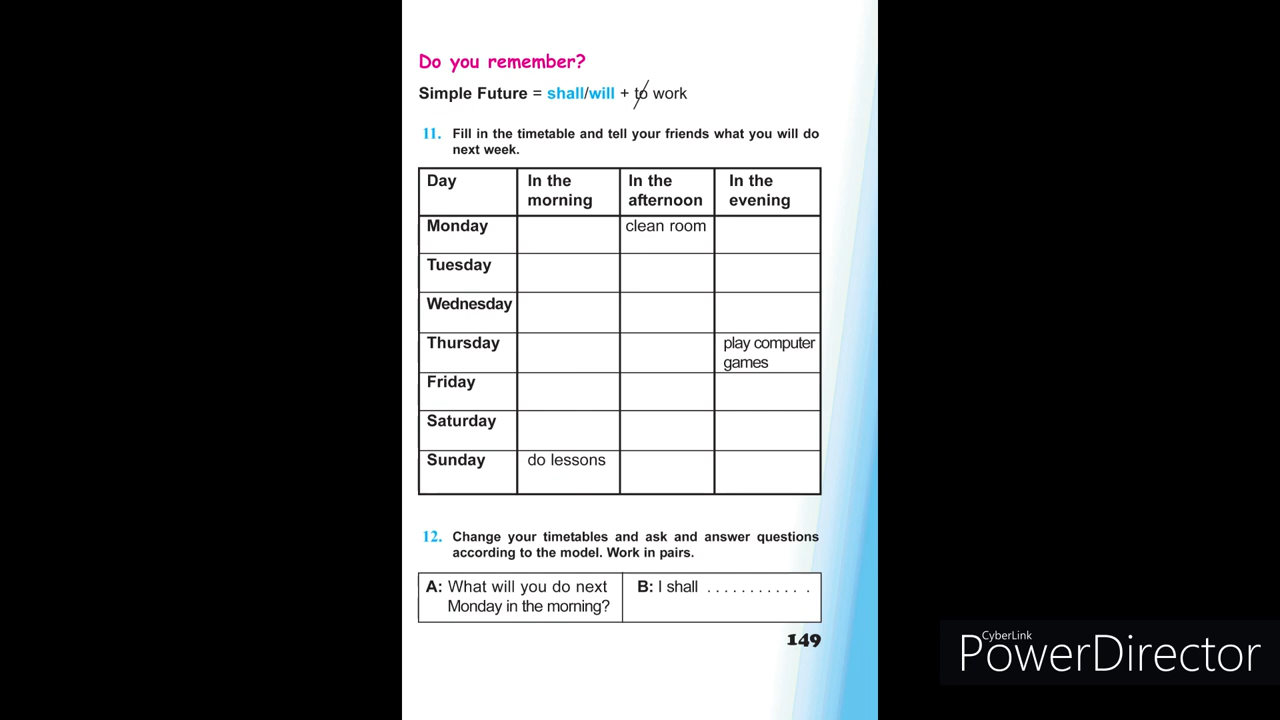 Do you remember?
Simple Future = shall/will + to work
11. Fill in the timetable and tell your friends what you will do
next week.
Day In the In the In the
morning afternoon evening
Monday clean room
Tuesday
Wednesday
Thursday play computer
games
Friday
Saturday
Sunday do lessons
12. Change your timetables and ask and answer questions
according to the model. Work in pairs.
A: What will you do next B: I shall . . . . . . . . . . . .
Monday in the morning?
149
CyberLink
PowerDirector